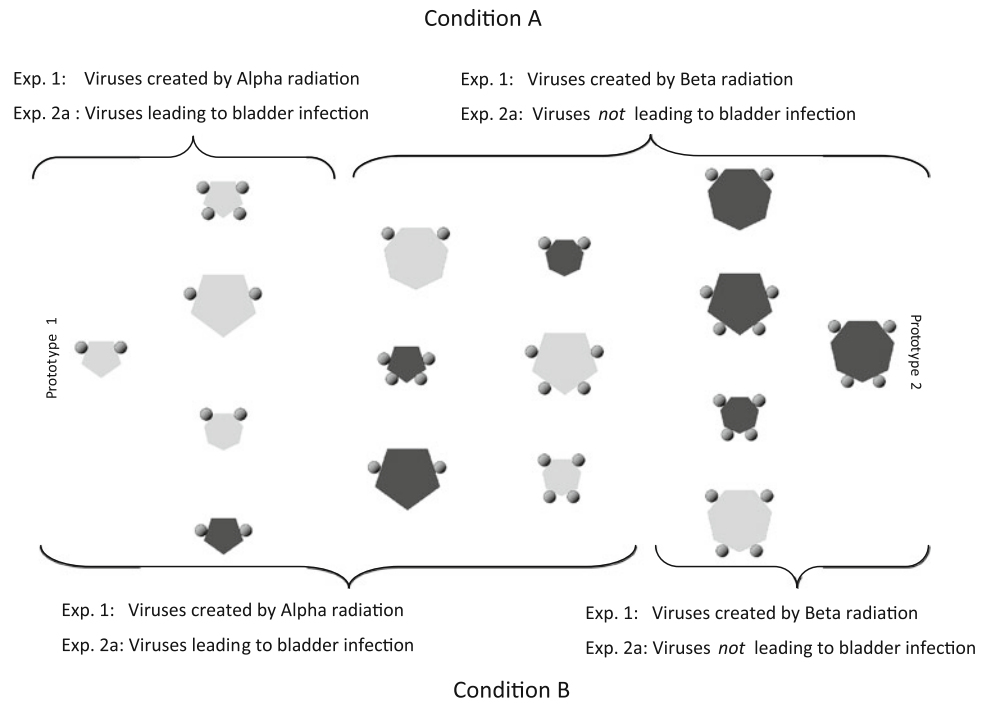 Condition A
Exp. 1: Viruses created by Alpha radiation
Exp. 2a : Viruses leading to bladder infection
Exp. 1: Viruses created by Beta radiation
Exp. 2a: Viruses not leading to bladder infection
Prototype 1
Prototype 2
Exp. 1: Viruses created by Alpha radiation
Exp. 2a: Viruses leading to bladder infection
Exp. 1: Viruses created by Beta radiation
Exp. 2a: Viruses not leading to bladder infection
Condition B